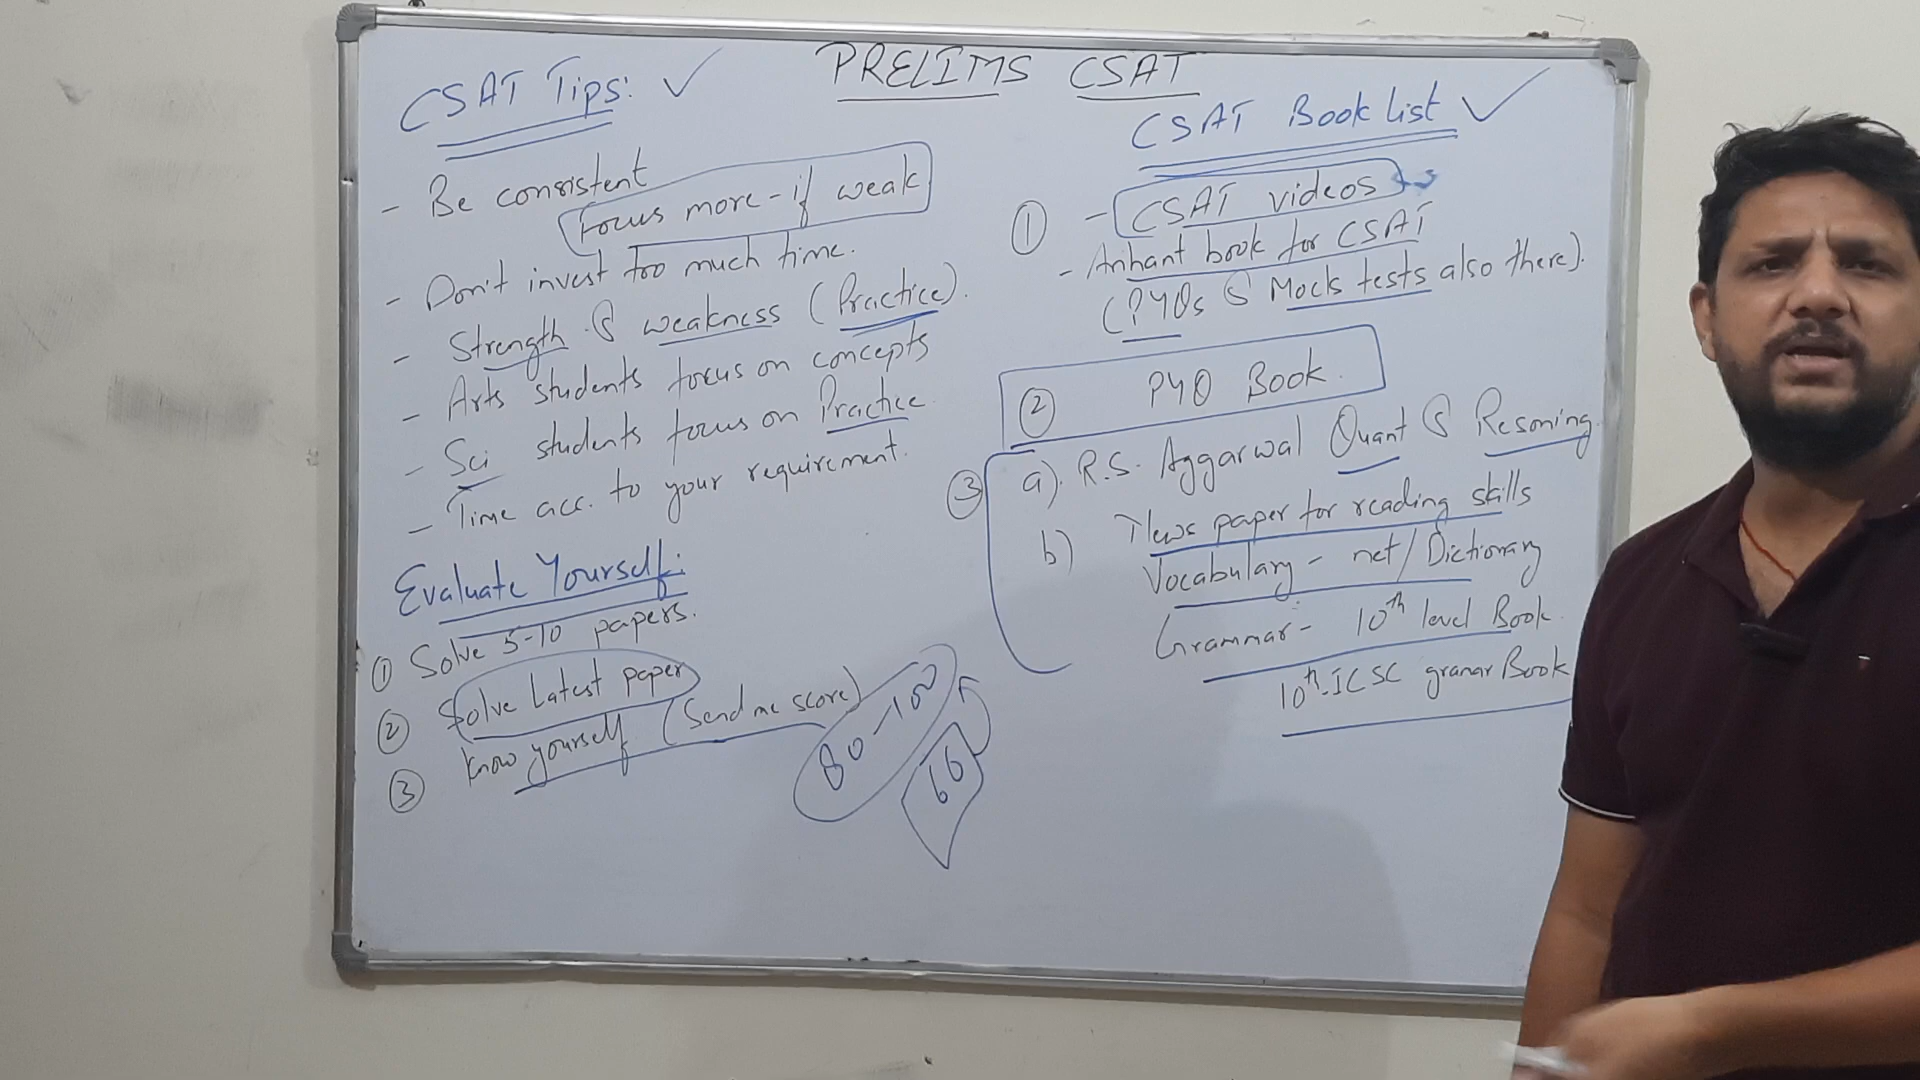 PRELIMS CSAT
CSAT Tips: ✓
- Be consistent
Focus more - if weak
- Don't invest too much time.
- Strength & weakness (Practice).
- Arts students focus on concepts
- Sci students focus on Practice
- Time acc. to your requirement.
Evaluate Yourself:
① Solve 5-10 papers.
② Solve Latest paper
③ Know yourself (Send me score)
80-100
66
CSAT Book list ✓
① - CSAT videos
- Arihant book for CSAT
(PYQs & Mock tests also there).
② PYQ Book.
③ a). R.S. Aggarwal Quant & Resoning.
b) News paper for reading skills
Vocabulary - net/Dictionary
Grammar - 10th level Book.
10th ICSC gramar Book